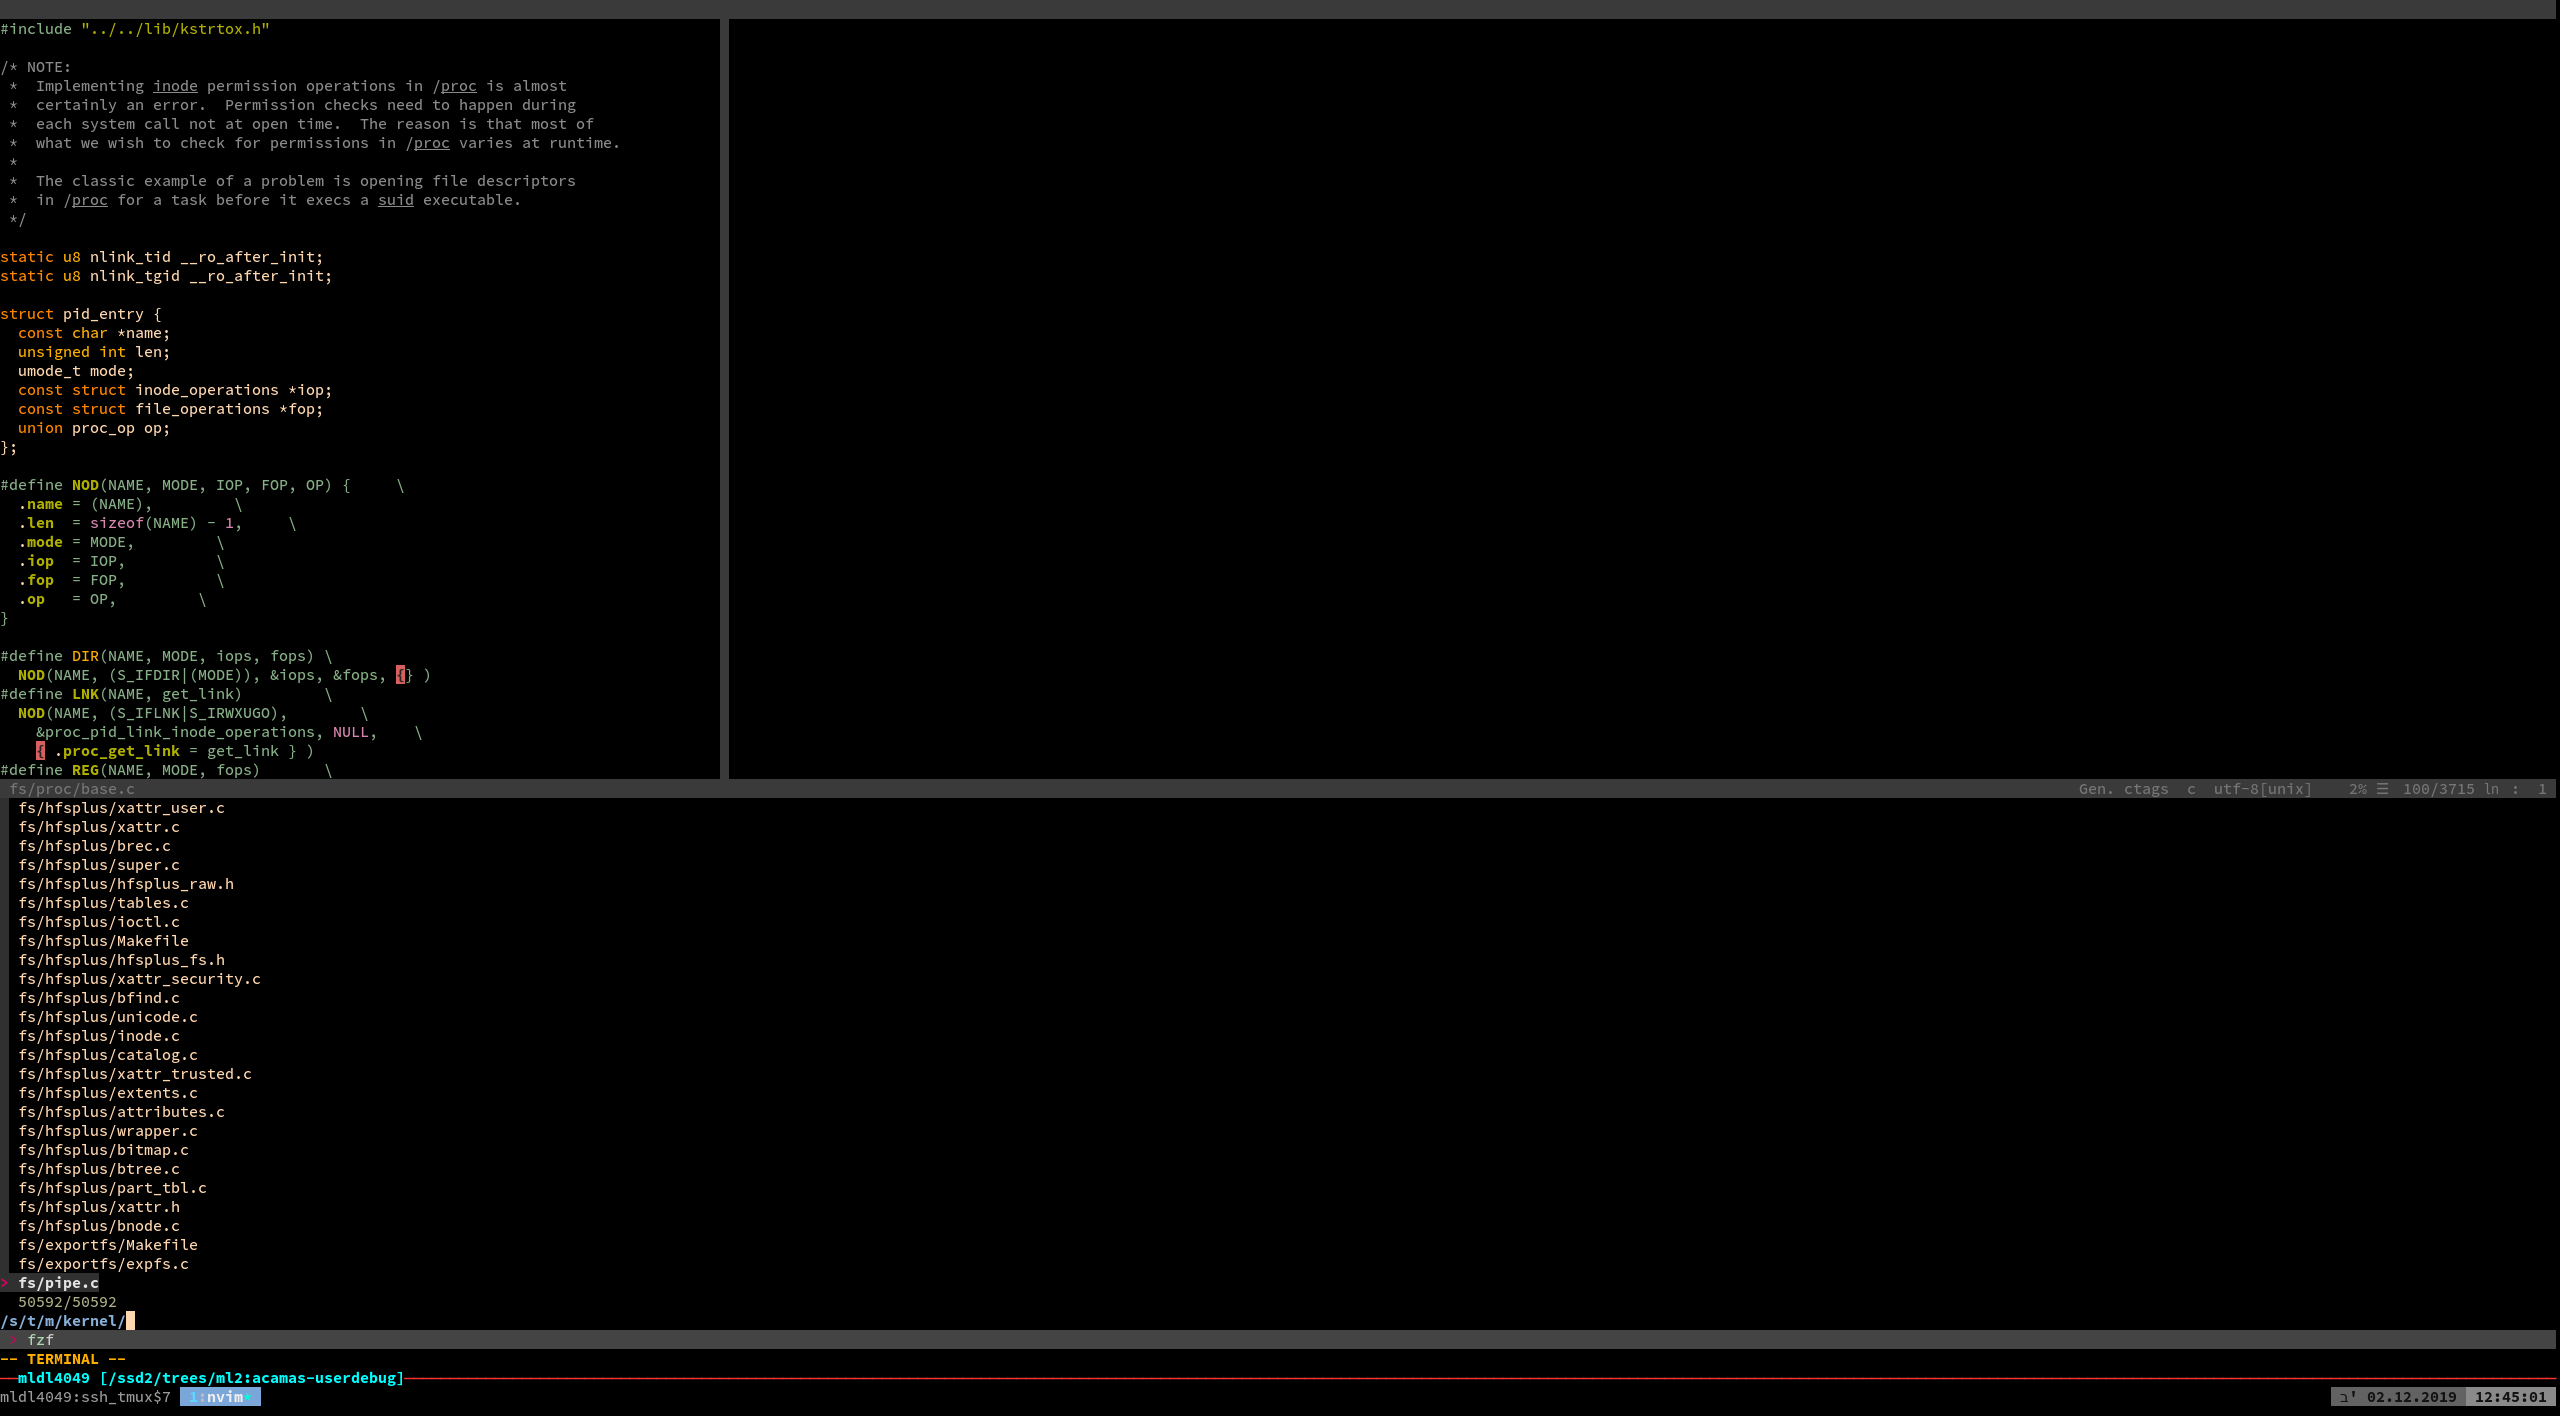 #include "../../lib/kstrtox.h"
/* NOTE:
 *  Implementing inode permission operations in /proc is almost
 *  certainly an error.  Permission checks need to happen during
 *  each system call not at open time.  The reason is that most of
 *  what we wish to check for permissions in /proc varies at runtime.
 *
 *  The classic example of a problem is opening file descriptors
 *  in /proc for a task before it execs a suid executable.
 */
static u8 nlink_tid __ro_after_init;
static u8 nlink_tgid __ro_after_init;
struct pid_entry {
  const char *name;
  unsigned int len;
  umode_t mode;
  const struct inode_operations *iop;
  const struct file_operations *fop;
  union proc_op op;
};
#define NOD(NAME, MODE, IOP, FOP, OP) {     \
  .name = (NAME),         \
  .len  = sizeof(NAME) - 1,     \
  .mode = MODE,         \
  .iop  = IOP,          \
  .fop  = FOP,          \
  .op   = OP,         \
}
#define DIR(NAME, MODE, iops, fops) \
  NOD(NAME, (S_IFDIR|(MODE)), &iops, &fops, {} )
#define LNK(NAME, get_link)         \
  NOD(NAME, (S_IFLNK|S_IRWXUGO),        \
    &proc_pid_link_inode_operations, NULL,    \
    { .proc_get_link = get_link } )
#define REG(NAME, MODE, fops)       \
fs/proc/base.c Gen. ctags  c  utf-8[unix]    2% ☰  100/3715 ln :  1
fs/hfsplus/xattr_user.c
fs/hfsplus/xattr.c
fs/hfsplus/brec.c
fs/hfsplus/super.c
fs/hfsplus/hfsplus_raw.h
fs/hfsplus/tables.c
fs/hfsplus/ioctl.c
fs/hfsplus/Makefile
fs/hfsplus/hfsplus_fs.h
fs/hfsplus/xattr_security.c
fs/hfsplus/bfind.c
fs/hfsplus/unicode.c
fs/hfsplus/inode.c
fs/hfsplus/catalog.c
fs/hfsplus/xattr_trusted.c
fs/hfsplus/extents.c
fs/hfsplus/attributes.c
fs/hfsplus/wrapper.c
fs/hfsplus/bitmap.c
fs/hfsplus/btree.c
fs/hfsplus/part_tbl.c
fs/hfsplus/xattr.h
fs/hfsplus/bnode.c
fs/exportfs/Makefile
fs/exportfs/expfs.c
> fs/pipe.c
50592/50592
/s/t/m/kernel/
> fzf
-- TERMINAL --
──mldl4049 [/ssd2/trees/ml2:acamas-userdebug]
mldl4049:ssh_tmux$7  1:nvim* ב' 02.12.2019  12:45:01